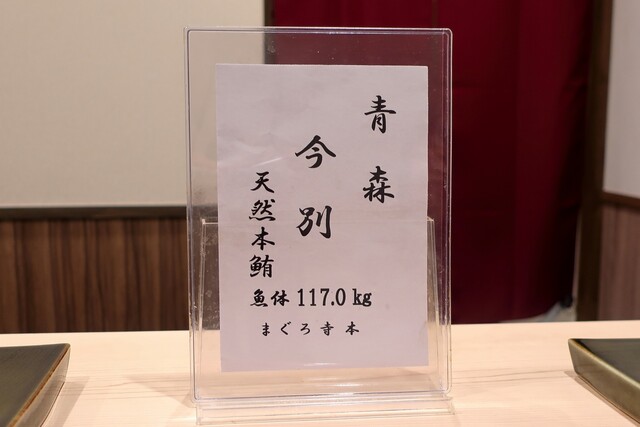 青森
今別
天然本鮪
魚体 117.0 kg
まぐろ寺本